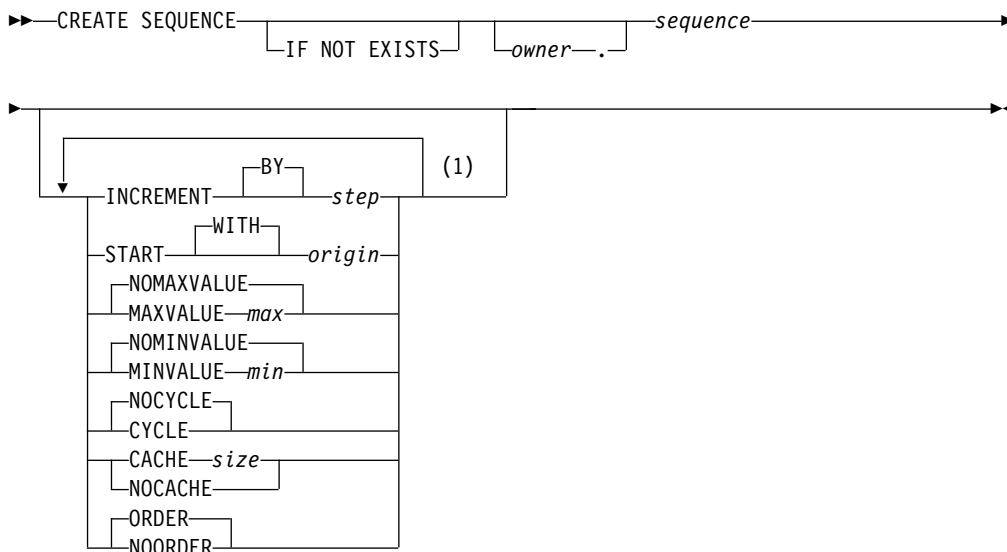 CREATE SEQUENCE IF NOT EXISTS owner . sequence
BY (1)
INCREMENT step
WITH
START origin
NOMAXVALUE
MAXVALUE max
NOMINVALUE
MINVALUE min
NOCYCLE
CYCLE
CACHE size
NOCACHE
ORDER
NOORDER